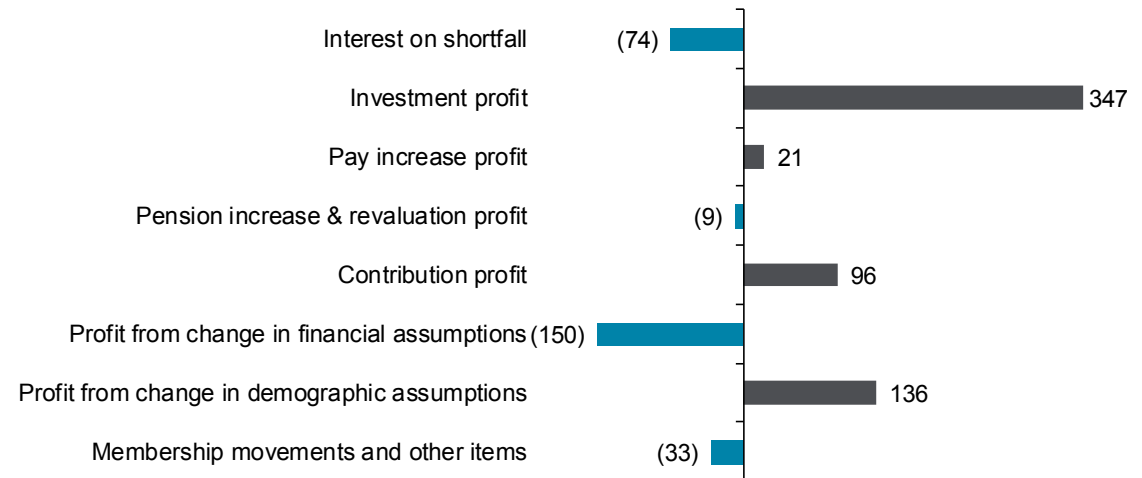 Interest on shortfall (74)
Investment profit 347
Pay increase profit 21
Pension increase & revaluation profit (9)
Contribution profit 96
Profit from change in financial assumptions (150)
Profit from change in demographic assumptions 136
Membership movements and other items (33)